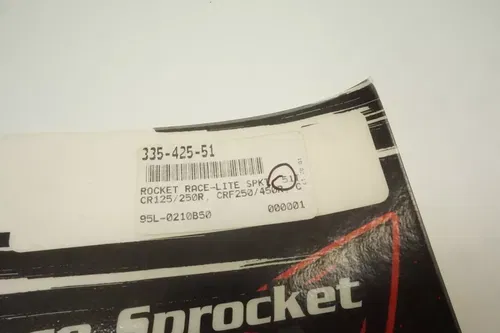 335-425-51
ROCKET RACE-LITE SPKT 51
CR125/250R, CRF250/450R C
95L-0210B50 000001
Sprocket